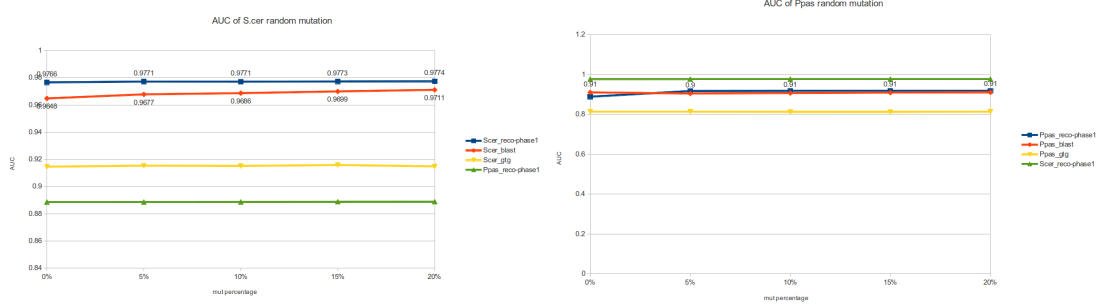 AUC of S.cer random mutation
1
0.98
0.96
0.94
0.92
0.9
0.88
0.86
0.84
AUC
0.9766
0.9771
0.9771
0.9773
0.9774
0.9648
0.9677
0.9686
0.9699
0.9711
0%
5%
10%
15%
20%
mut percentage
Scer_reco-phase1
Scer_blast
Scer_gtg
Ppas_reco-phase1
AUC of Ppas random mutation
1.2
1
0.8
0.6
0.4
0.2
0
AUC
0.91
0.9
0.91
0.91
0.91
0%
5%
10%
15%
20%
mut percentage
Ppas_reco-phase1
Ppas_blast
Ppas_gtg
Scer_reco-phase1